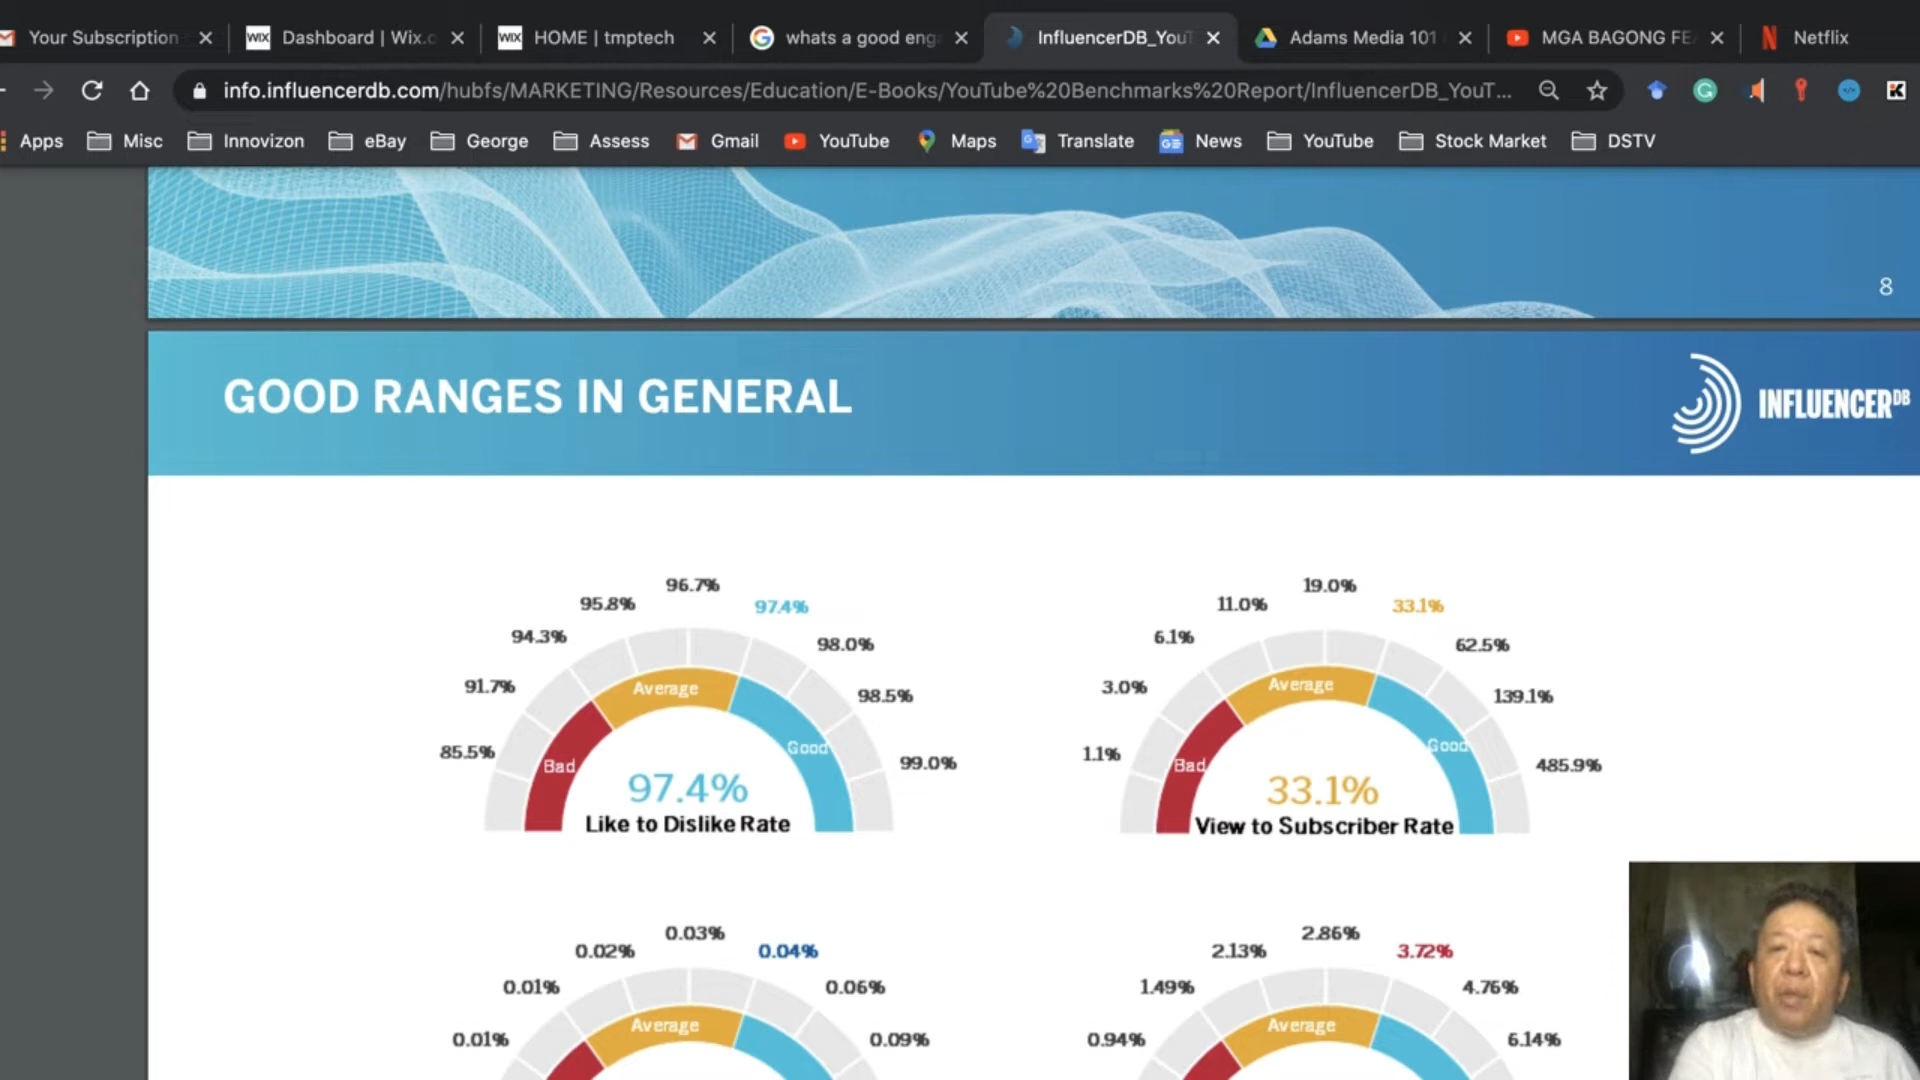 Your Subscription
WIX Dashboard | Wix.c
WIX HOME | tmptech
G whats a good eng
InfluencerDB_YouT
Adams Media 101
MGA BAGONG FE
N Netflix
info.influencerdb.com/hubfs/MARKETING/Resources/Education/E-Books/YouTube%20Benchmarks%20Report/InfluencerDB_YouT...
Apps Misc Innovizon eBay George Assess Gmail YouTube Maps Translate News YouTube Stock Market DSTV
8
GOOD RANGES IN GENERAL
INFLUENCERDB
85.5%
91.7%
94.3%
95.8%
96.7%
97.4%
98.0%
98.5%
99.0%
Bad
Average
Good
97.4%
Like to Dislike Rate
1.1%
3.0%
6.1%
11.0%
19.0%
33.1%
62.5%
139.1%
485.9%
Bad
Average
Good
33.1%
View to Subscriber Rate
0.01%
0.01%
0.02%
0.03%
0.04%
0.06%
0.09%
Average
0.94%
1.49%
2.13%
2.86%
3.72%
4.76%
6.14%
Average